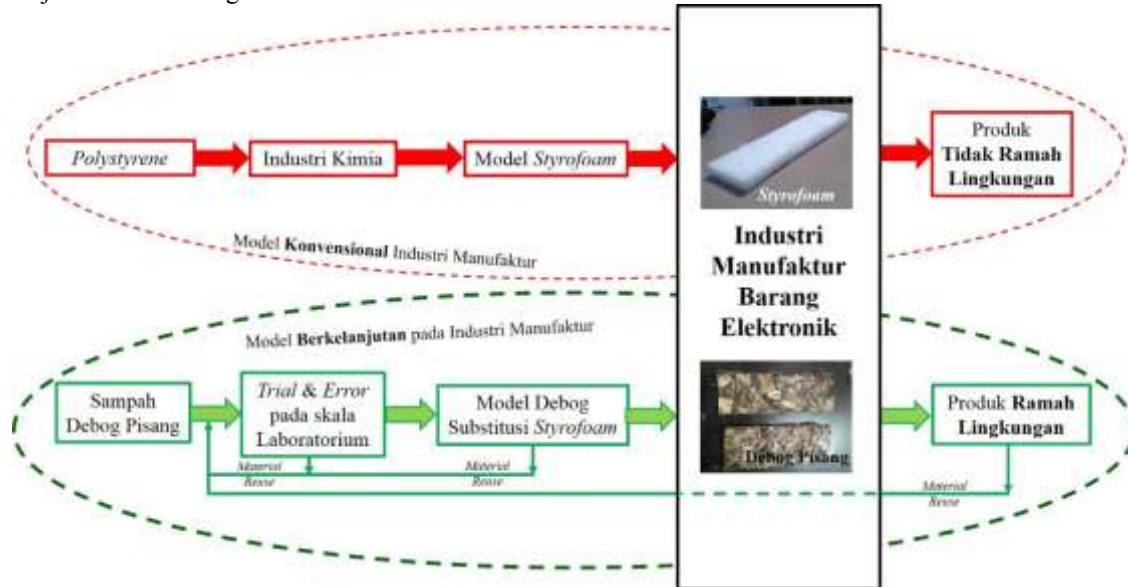 Polystyrene
Industri Kimia
Model Styrofoam
Styrofoam
Produk
Tidak Ramah
Lingkungan
Model Konvensional Industri Manufaktur
Industri
Manufaktur
Barang
Elektronik
Model Berkelanjutan pada Industri Manufaktur
Sampah
Debog Pisang
Trial & Error
pada skala
Laboratorium
Model Debog
Substitusi Styrofoam
Debog Pisang
Produk Ramah
Lingkungan
Material
Reuse
Material
Reuse
Material
Reuse